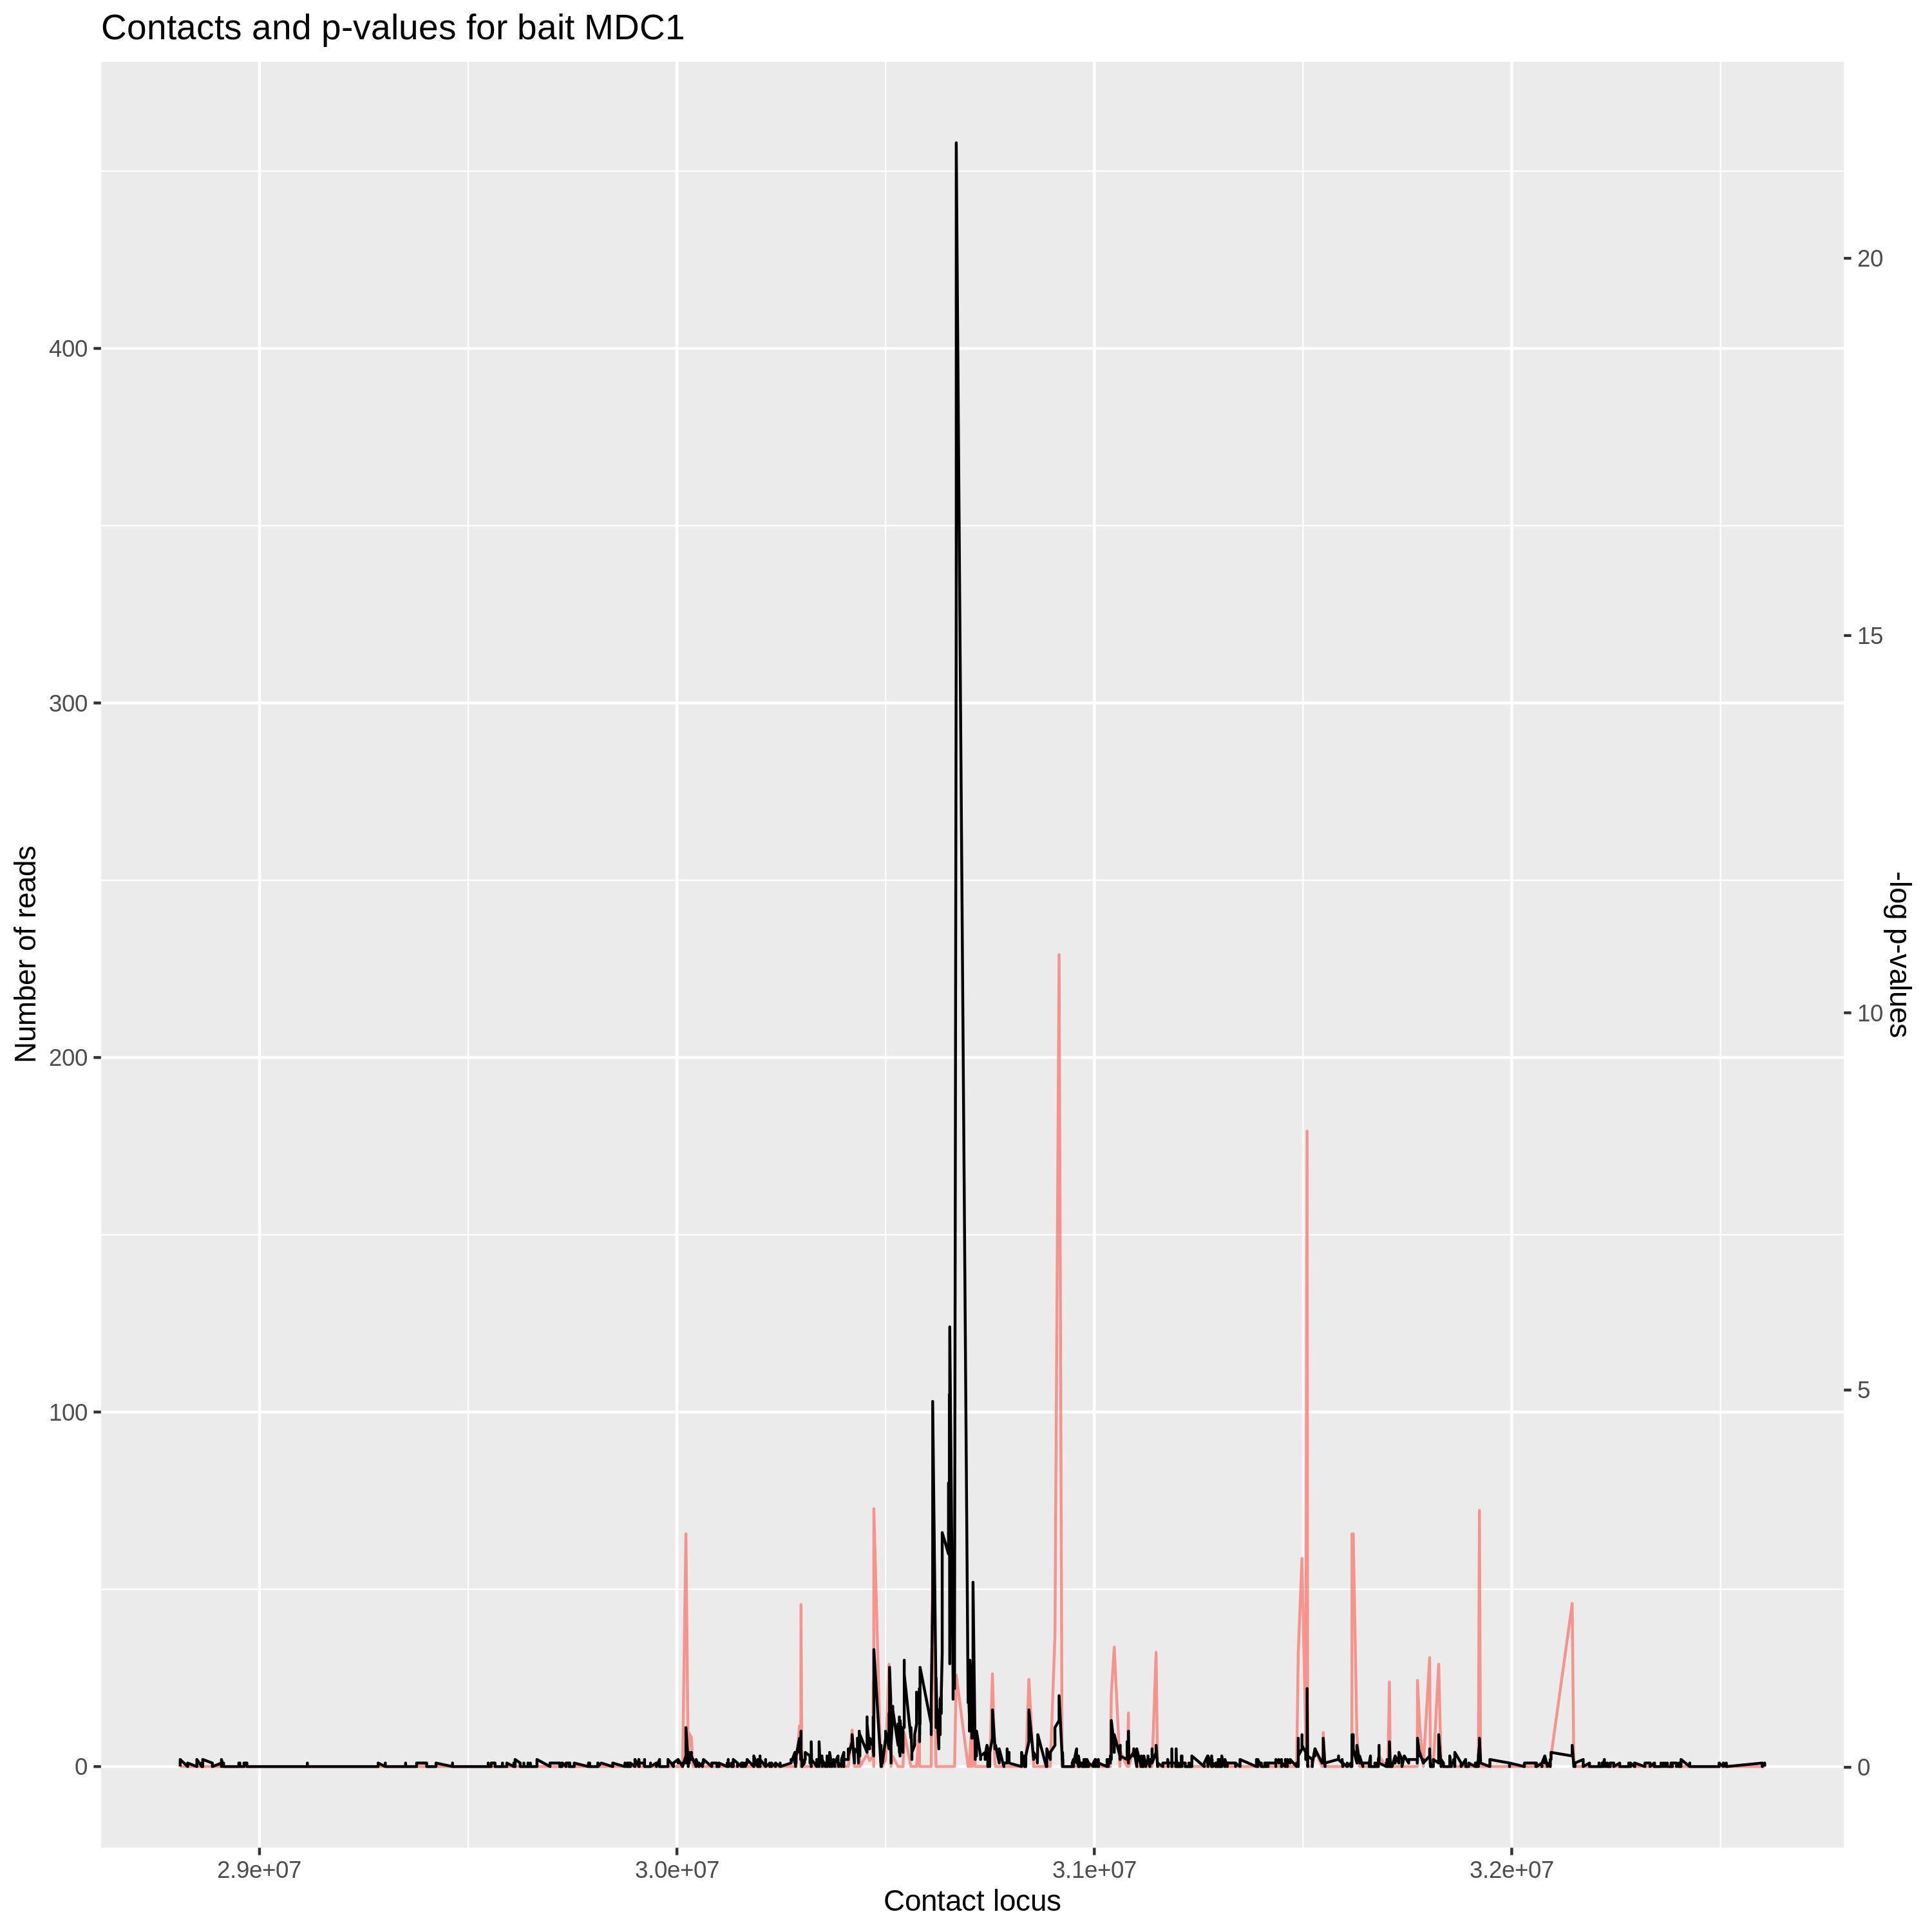 Contacts and p-values for bait MDC1
400
300
200
100
0
Number of reads
20
15
10
5
0
-log p-values
2.9e+07
3.0e+07
3.1e+07
3.2e+07
Contact locus